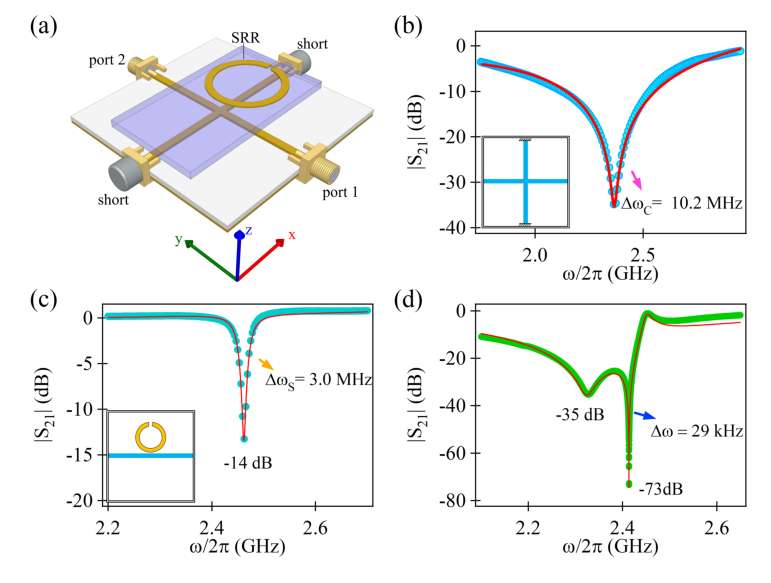 (a)
SRR
short
port 2
short
port 1
y
z
x
(b)
0
-10
-20
-30
-40
|S21| (dB)
ΔωC= 10.2 MHz
2.0
2.5
ω/2π (GHz)
(c)
0
-5
-10
-15
-20
|S21| (dB)
ΔωS= 3.0 MHz
-14 dB
2.2
2.4
2.6
ω/2π (GHz)
(d)
0
-20
-40
-60
-80
|S21| (dB)
-35 dB
Δω = 29 kHz
-73dB
2.2
2.4
2.6
ω/2π (GHz)